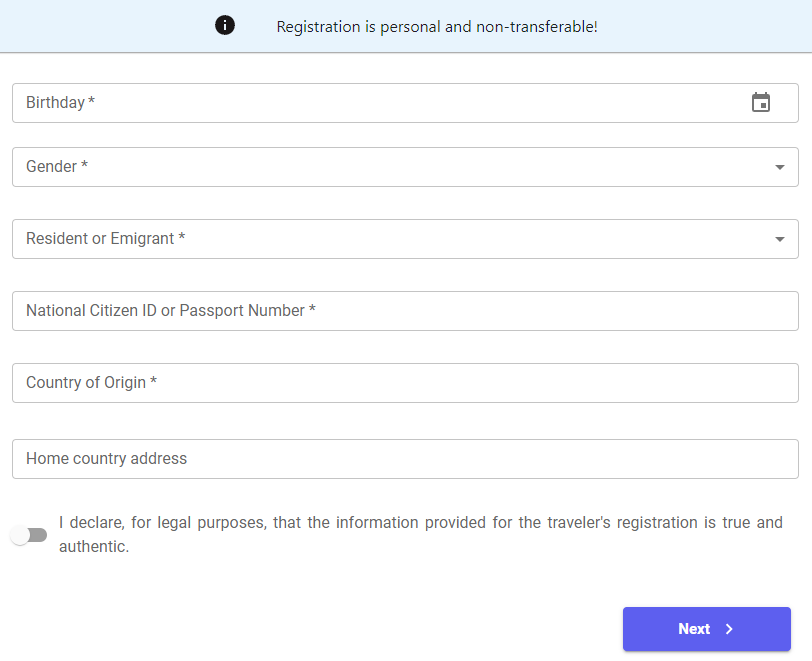 Registration is personal and non-transferable!
Birthday *
Gender *
Resident or Emigrant *
National Citizen ID or Passport Number *
Country of Origin *
Home country address
I declare, for legal purposes, that the information provided for the traveler's registration is true and
authentic.
Next